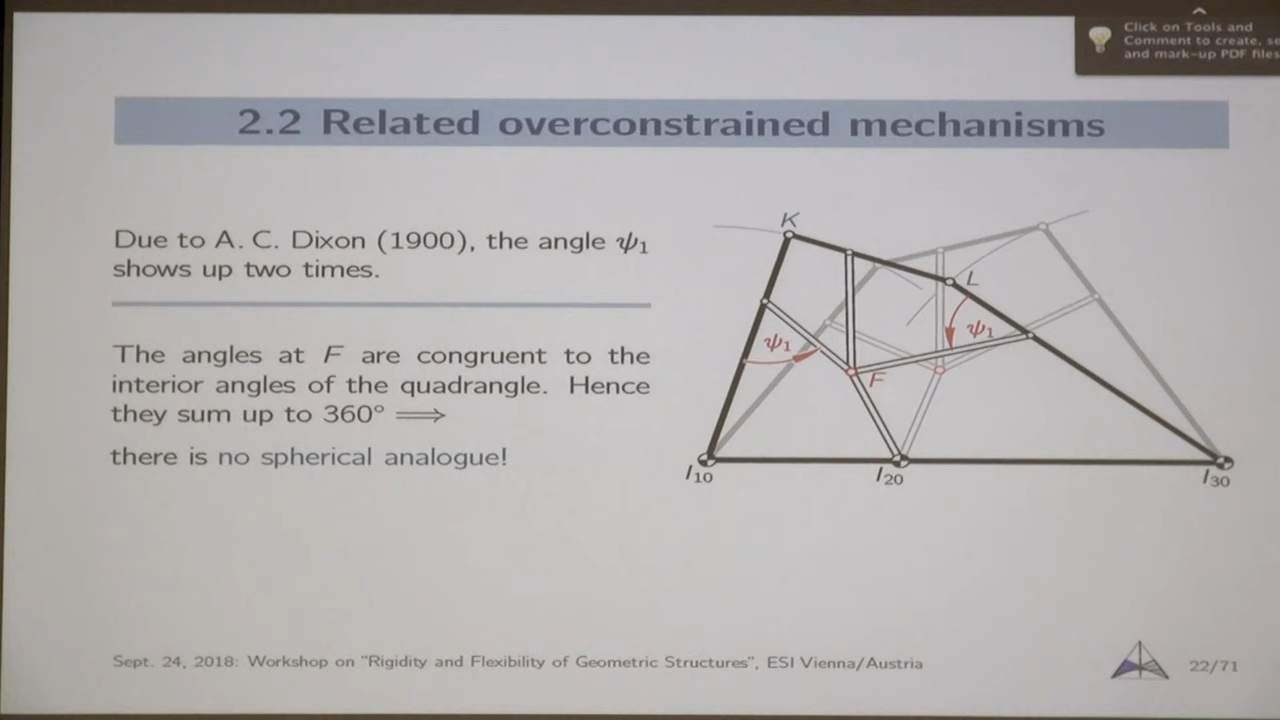 Click on Tools and
Comment to create, se
and mark-up PDF files
2.2 Related overconstrained mechanisms
Due to A. C. Dixon (1900), the angle ψ₁
shows up two times.
The angles at F are congruent to the
interior angles of the quadrangle. Hence
they sum up to 360° ⟹
there is no spherical analogue!
K
L
ψ₁
ψ₁
F
I₁₀
I₂₀
I₃₀
Sept. 24, 2018: Workshop on "Rigidity and Flexibility of Geometric Structures", ESI Vienna/Austria
22/71